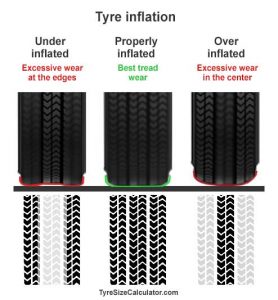 Tyre inflation
Under
inflated
Excessive wear
at the edges
Properly
inflated
Best tread
wear
Over
inflated
Excessive wear
in the center
TyreSizeCalculator.com